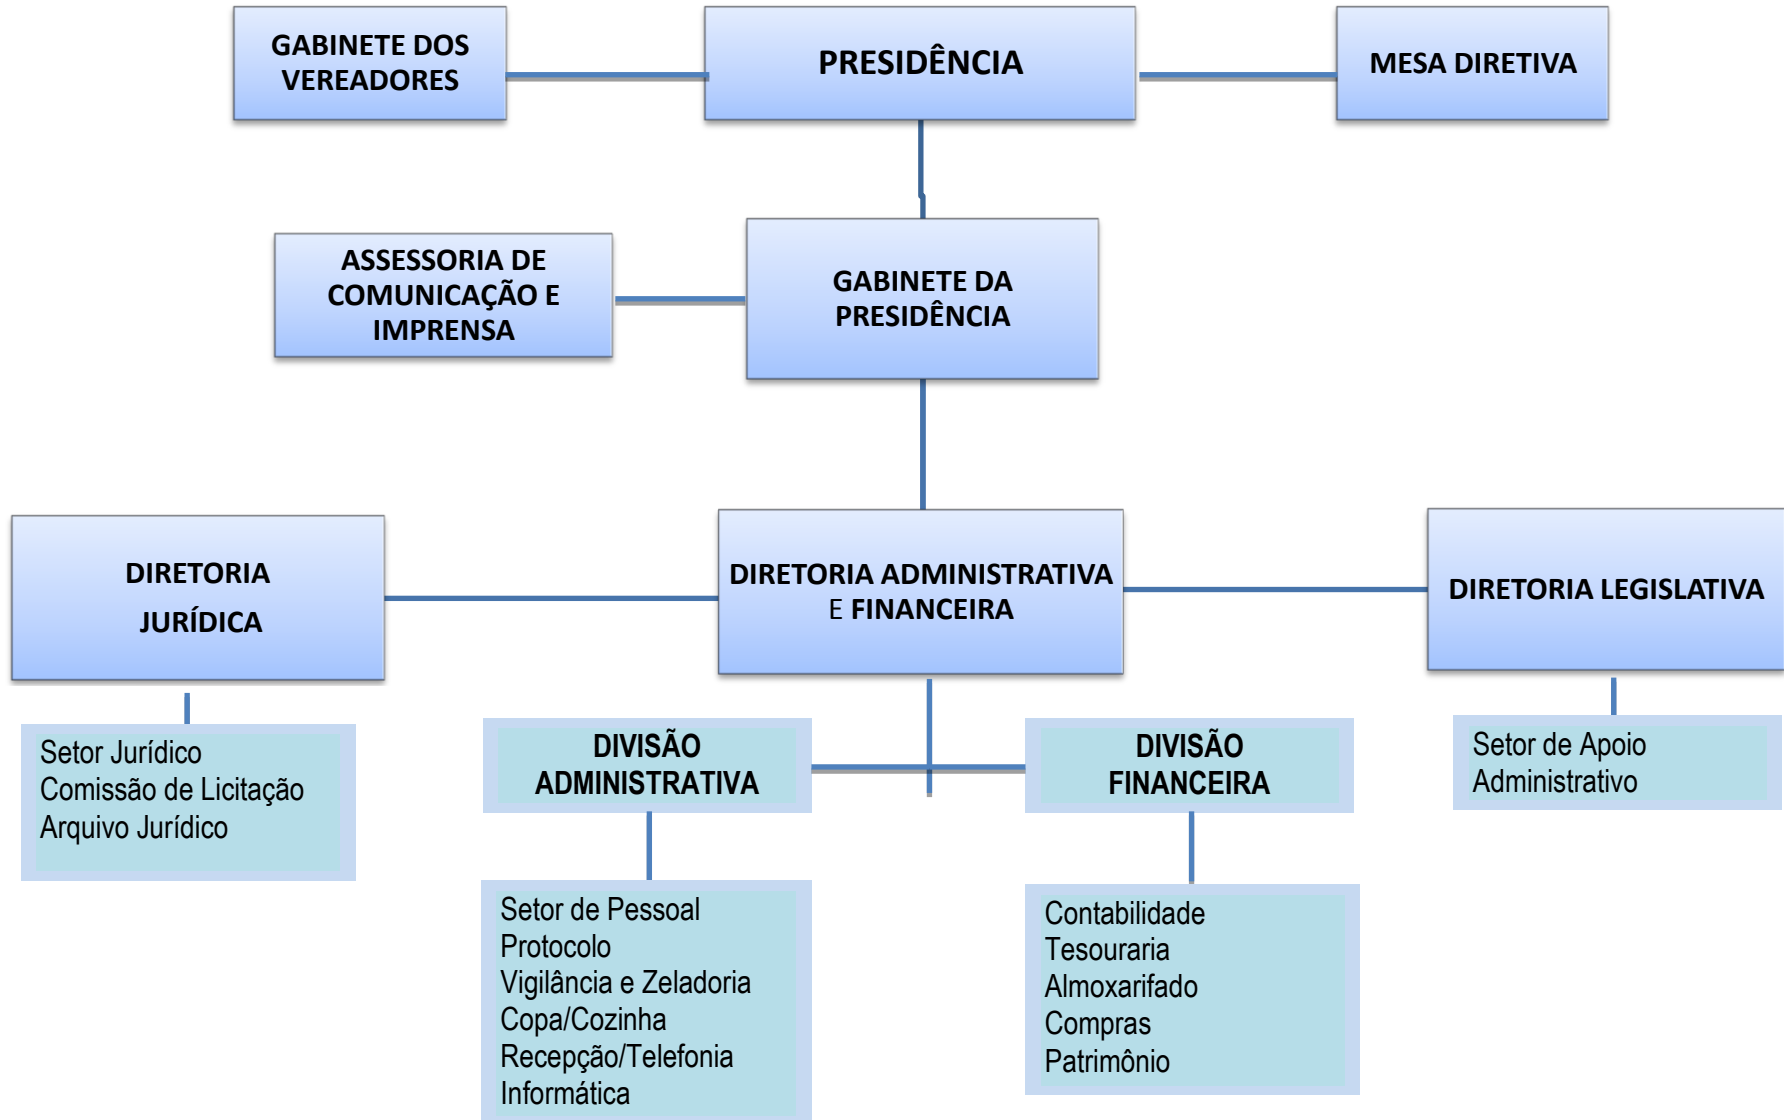 GABINETE DOS
VEREADORES
PRESIDÊNCIA
MESA DIRETIVA
ASSESSORIA DE
COMUNICAÇÃO E
IMPRENSA
GABINETE DA
PRESIDÊNCIA
DIRETORIA
JURÍDICA
DIRETORIA ADMINISTRATIVA
E FINANCEIRA
DIRETORIA LEGISLATIVA
Setor Jurídico
Comissão de Licitação
Arquivo Jurídico
DIVISÃO
ADMINISTRATIVA
DIVISÃO
FINANCEIRA
Setor de Apoio
Administrativo
Setor de Pessoal
Protocolo
Vigilância e Zeladoria
Copa/Cozinha
Recepção/Telefonia
Informática
Contabilidade
Tesouraria
Almoxarifado
Compras
Patrimônio